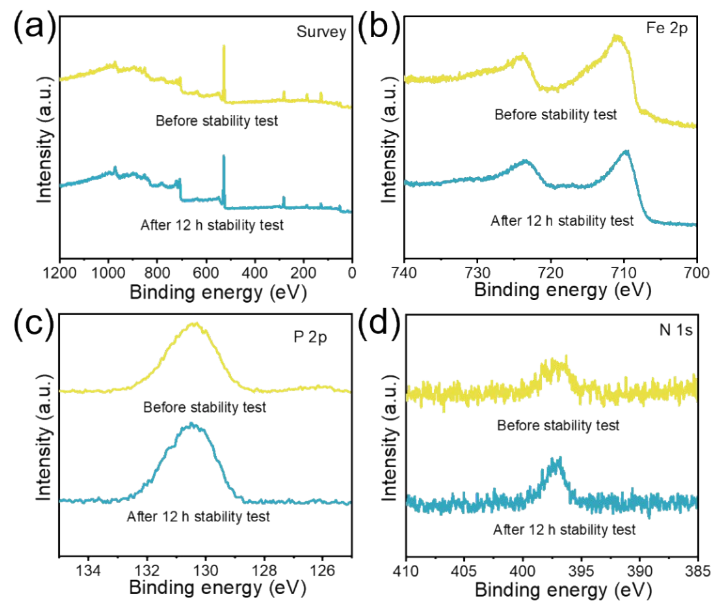 (a)
Survey
Before stability test
After 12 h stability test
Intensity (a.u.)
1200 1000 800 600 400 200 0
Binding energy (eV)
(b)
Fe 2p
Before stability test
After 12 h stability test
Intensity (a.u.)
740 730 720 710 700
Binding energy (eV)
(c)
P 2p
Before stability test
After 12 h stability test
Intensity (a.u.)
134 132 130 128 126
Binding energy (eV)
(d)
N 1s
Before stability test
After 12 h stability test
Intensity (a.u.)
410 405 400 395 390 385
Binding energy (eV)